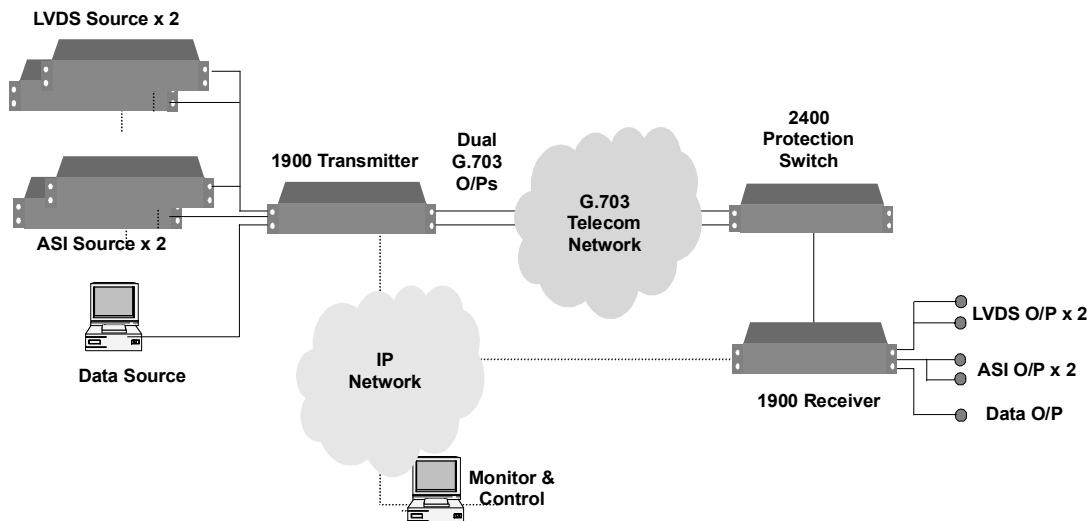 LVDS Source x 2
ASI Source x 2
Data Source
1900 Transmitter
Dual
G.703
O/Ps
G.703
Telecom
Network
2400
Protection
Switch
IP
Network
Monitor &
Control
1900 Receiver
LVDS O/P x 2
ASI O/P x 2
Data O/P